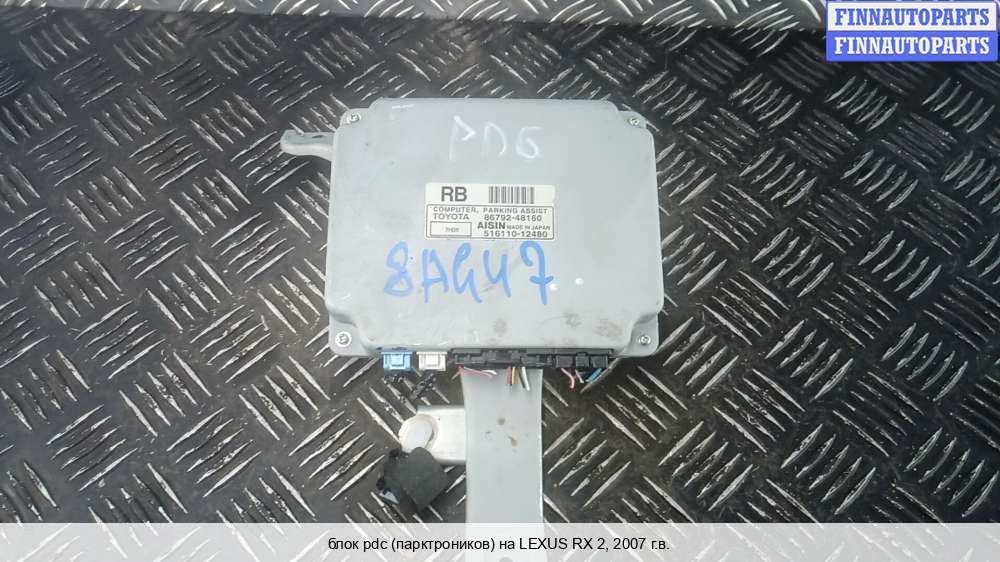 FINNAUTOPARTS
FINNAUTOPARTS
PDG
RB
COMPUTER, PARKING ASSIST
TOYOTA 86792-48160
AISIN MADE IN JAPAN
516110-12480
8AG47
блок pdc (парктроников) на LEXUS RX 2, 2007 г.в.